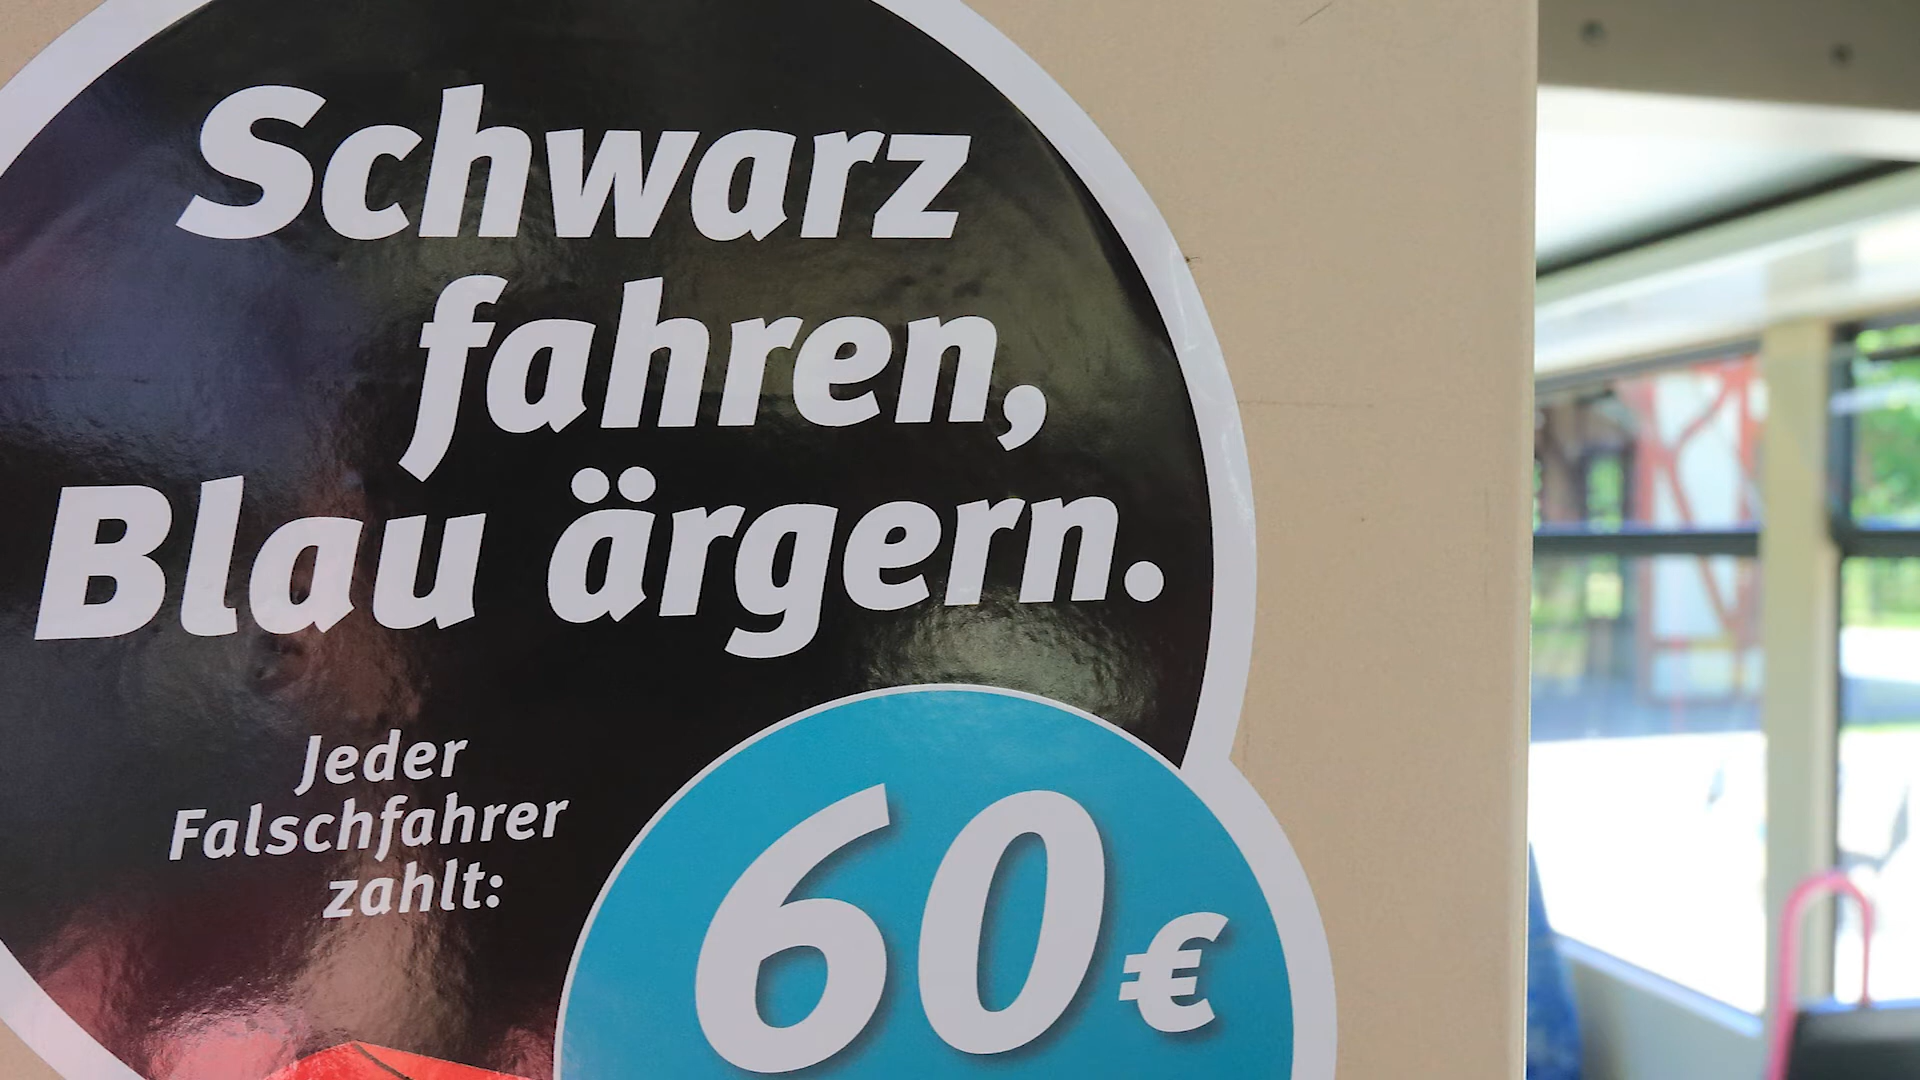 Schwarz
fahren,
Blau ärgern.
Jeder
Falschfahrer
zahlt:
60 €